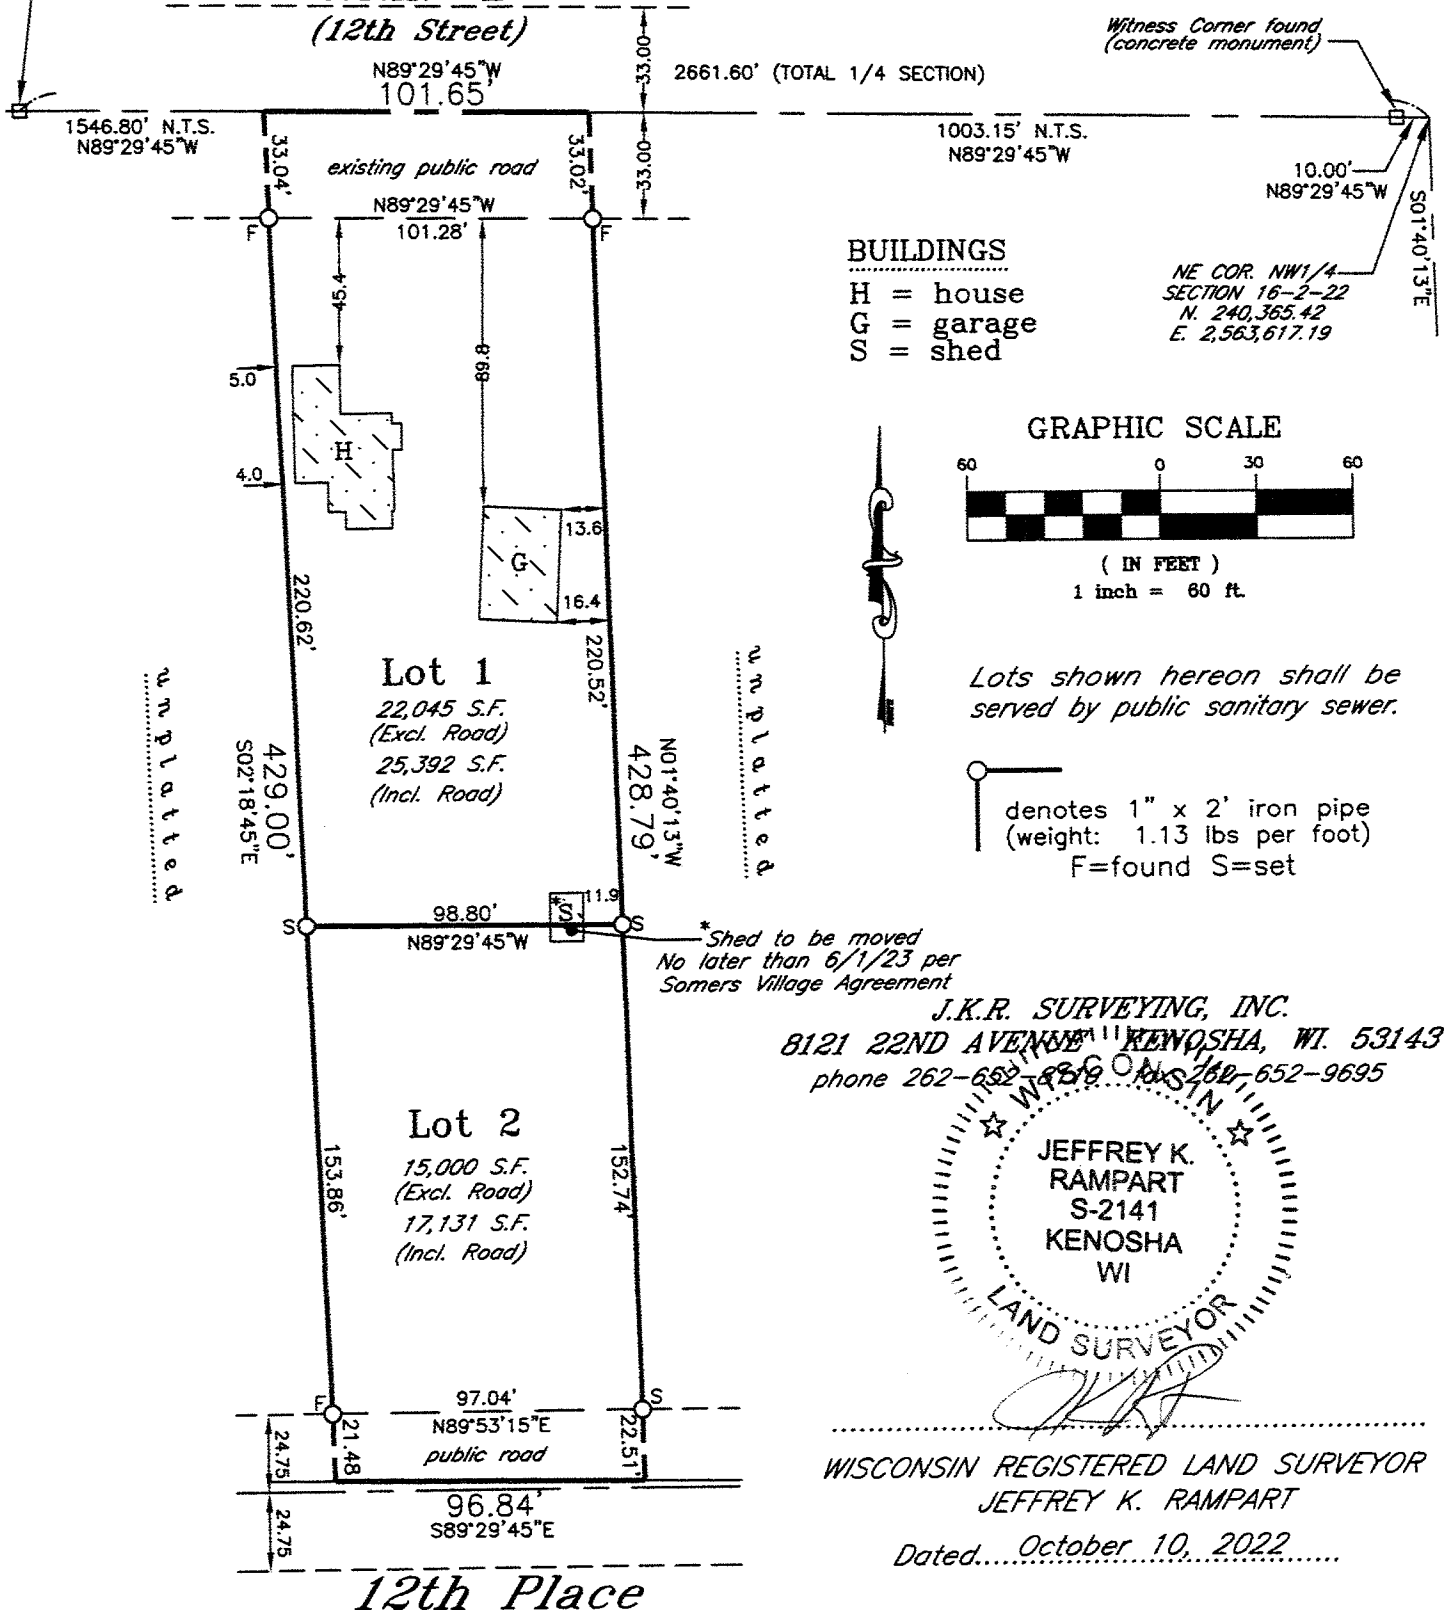 (12th Street)
N89°29'45"W
101.65'
33.00
2661.60' (TOTAL 1/4 SECTION)
Witness Corner found
(concrete monument)
1546.80' N.T.S.
N89°29'45"W
1003.15' N.T.S.
N89°29'45"W
10.00'
N89°29'45"W
S01°40'13"E
33.04'
existing public road
33.02'
33.00
N89°29'45"W
101.28'
F
F
BUILDINGS
H = house
G = garage
S = shed
NE COR. NW1/4
SECTION 16-2-22
N. 240,365.42
E. 2,563,617.19
45.4
89.8
5.0
H
4.0
GRAPHIC SCALE
60 0 30 60
( IN FEET )
1 inch = 60 ft.
13.6
G
16.4
220.62'
220.52'
unplatted
unplatted
Lot 1
22,045 S.F.
(Excl. Road)
25,392 S.F.
(Incl. Road)
Lots shown hereon shall be
served by public sanitary sewer.
429.00'
S02°18'45"E
N01°40'13"W
428.79'
denotes 1" x 2' iron pipe
(weight: 1.13 lbs per foot)
F=found S=set
11.9
*S
S
98.80'
S
N89°29'45"W
*Shed to be moved
No later than 6/1/23 per
Somers Village Agreement
J.K.R. SURVEYING, INC.
8121 22ND AVENUE KENOSHA, WI. 53143
phone 262-652- fax 262-652-9695
WISCONSIN
JEFFREY K.
RAMPART
S-2141
KENOSHA
WI
LAND SURVEYOR
Lot 2
15,000 S.F.
(Excl. Road)
17,131 S.F.
(Incl. Road)
153.86'
152.74'
F
97.04'
S
N89°53'15"E
public road
24.75
21.48
22.51'
96.84'
S89°29'45"E
24.75
12th Place
WISCONSIN REGISTERED LAND SURVEYOR
JEFFREY K. RAMPART
Dated....October 10, 2022